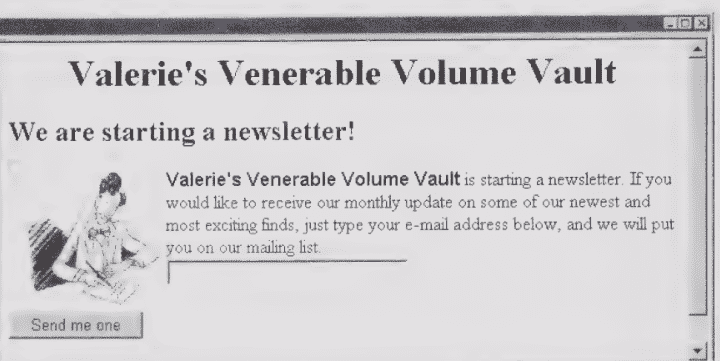 Valerie's Venerable Volume Vault
We are starting a newsletter!
Valerie's Venerable Volume Vault is starting a newsletter. If you
would like to receive our monthly update on some of our newest and
most exciting finds, just type your e-mail address below, and we will put
you on our mailing list.
Send me one